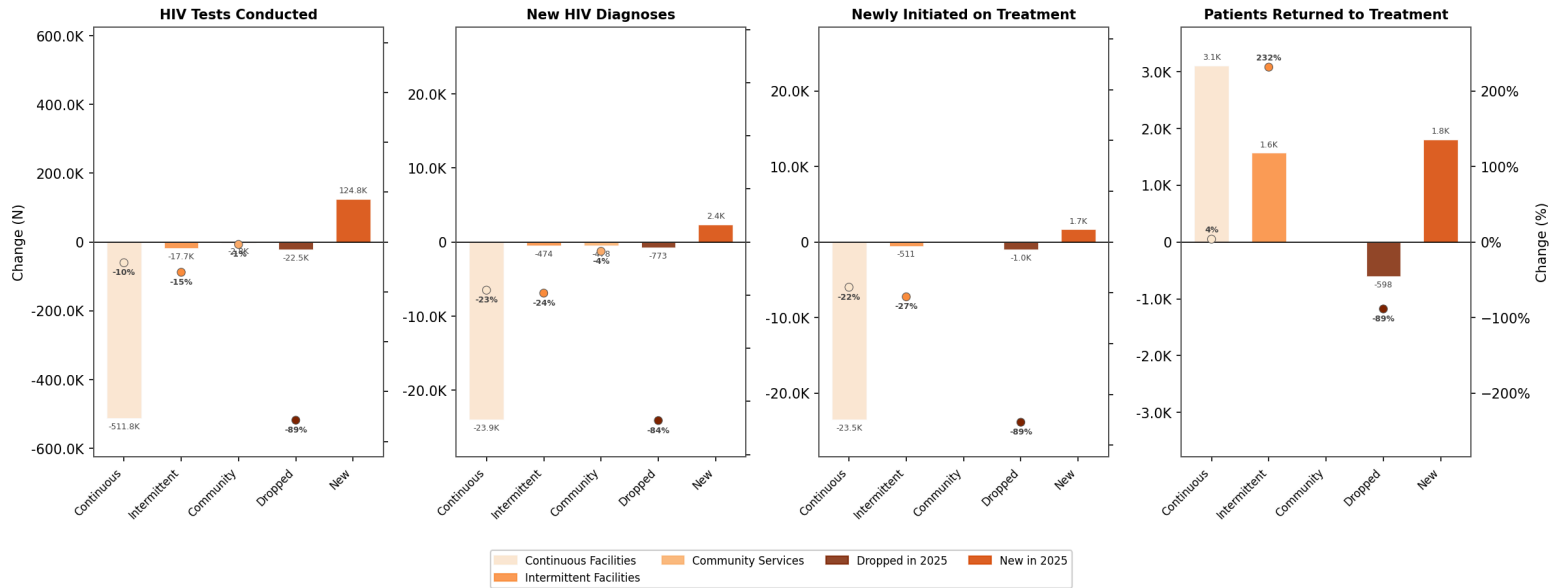 HIV Tests Conducted
New HIV Diagnoses
Newly Initiated on Treatment
Patients Returned to Treatment
Change (N)
600.0K
400.0K
200.0K
0
-200.0K
-400.0K
-600.0K
-511.8K
-10%
-17.7K
-15%
-1%
-22.5K
-89%
124.8K
Continuous
Intermittent
Community
Dropped
New
20.0K
10.0K
0
-10.0K
-20.0K
-23.9K
-23%
-474
-24%
-4%
-773
-84%
2.4K
Continuous
Intermittent
Community
Dropped
New
20.0K
10.0K
0
-10.0K
-20.0K
-23.5K
-22%
-511
-27%
-1.0K
-89%
1.7K
Continuous
Intermittent
Community
Dropped
New
3.0K
2.0K
1.0K
0
-1.0K
-2.0K
-3.0K
3.1K
4%
232%
1.6K
-598
-89%
1.8K
Continuous
Intermittent
Community
Dropped
New
200%
100%
0%
−100%
−200%
Change (%)
Continuous Facilities
Intermittent Facilities
Community Services
Dropped in 2025
New in 2025